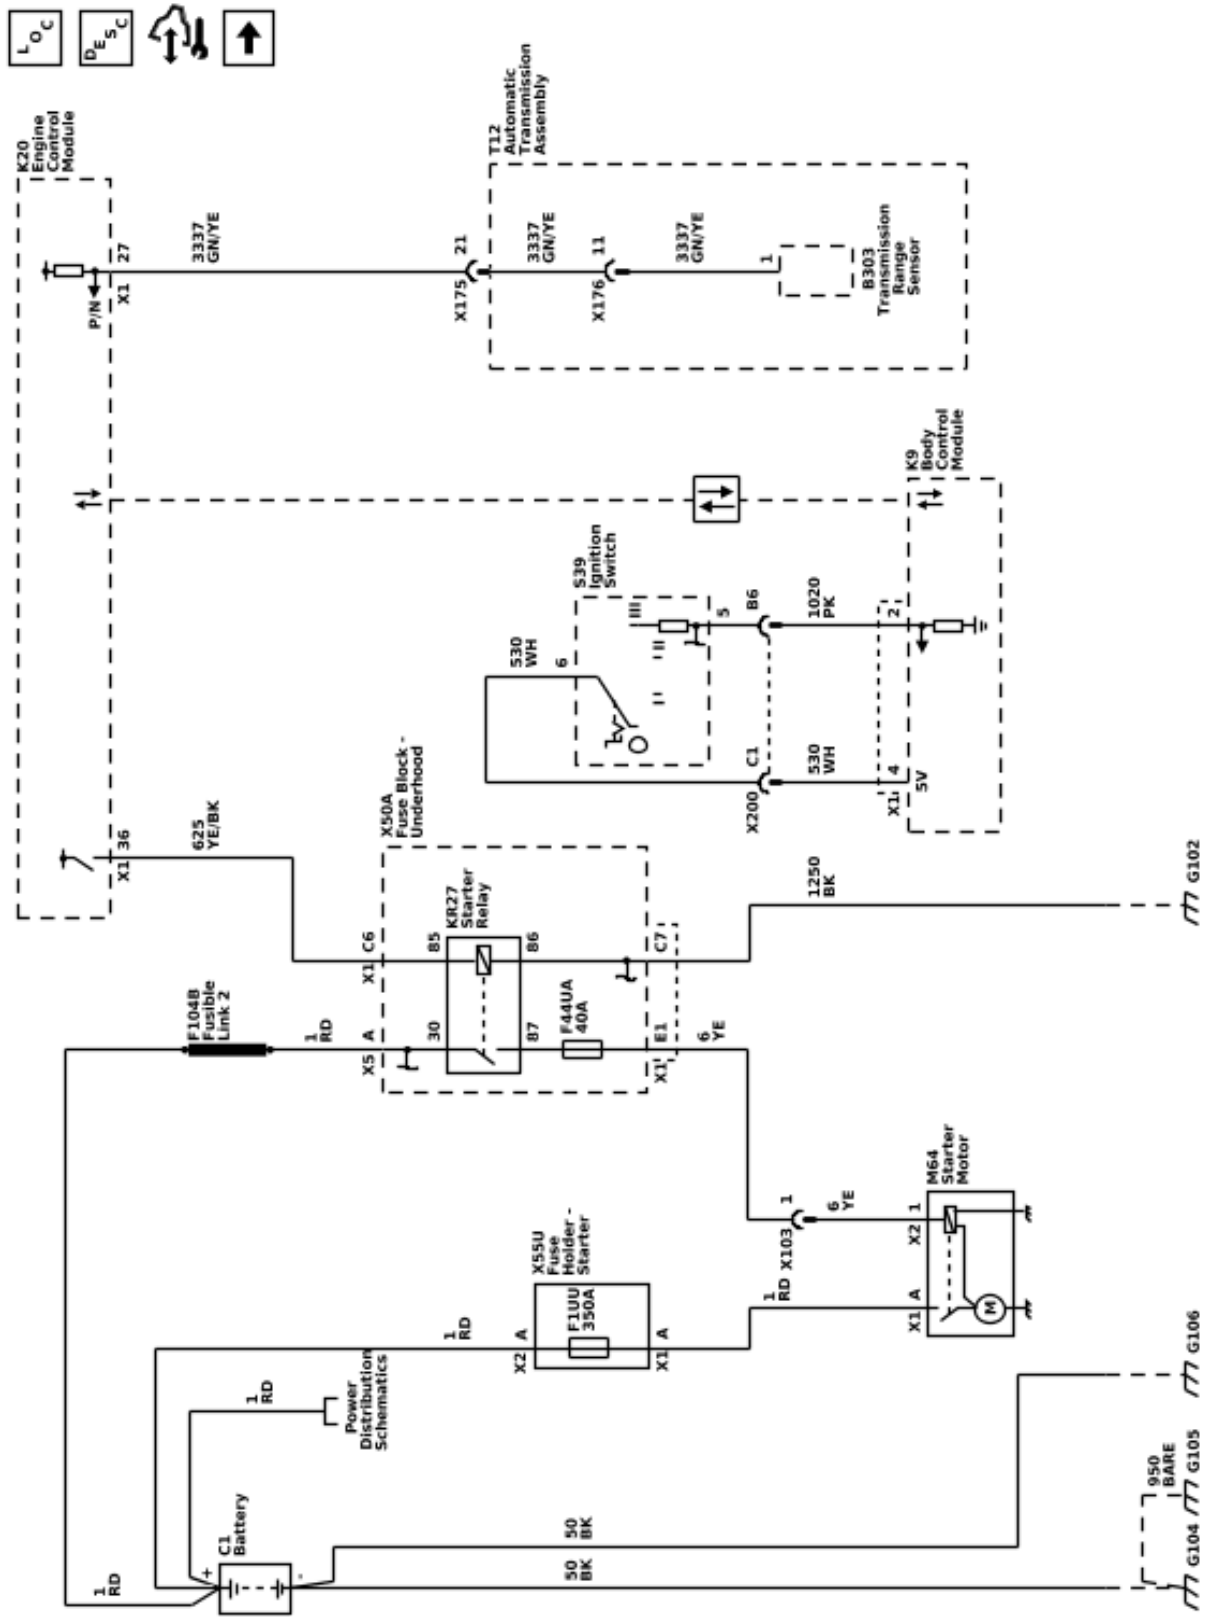 LOC
DESC
C1
Battery
+
-
1
RD
1
RD
Power
Distribution
Schematics
50
BK
50
BK
950
BARE
G104
G105
G106
1
RD
X2 A
X55U
Fuse
Holder -
Starter
F1UU
350A
X1 A
1
RD
X1 A
X2 1
M64
Starter
Motor
M
X103 1
6
YE
6
YE
F104B
Fusible
Link 2
1
RD
X5 A
X1 C6
X50A
Fuse Block -
Underhood
30
85
KR27
Starter
Relay
87
86
F44UA
40A
X1 E1
C7
1250
BK
G102
625
YE/BK
X1 36
K20
Engine
Control
Module
P/N
X1 27
3337
GN/YE
X175 21
T12
Automatic
Transmission
Assembly
3337
GN/YE
X176 11
3337
GN/YE
1
B303
Transmission
Range
Sensor
530
WH
6
S39
Ignition
Switch
I
II
III
5
X200 C1
B6
530
WH
1020
PK
X1 4
2
5V
K9
Body
Control
Module